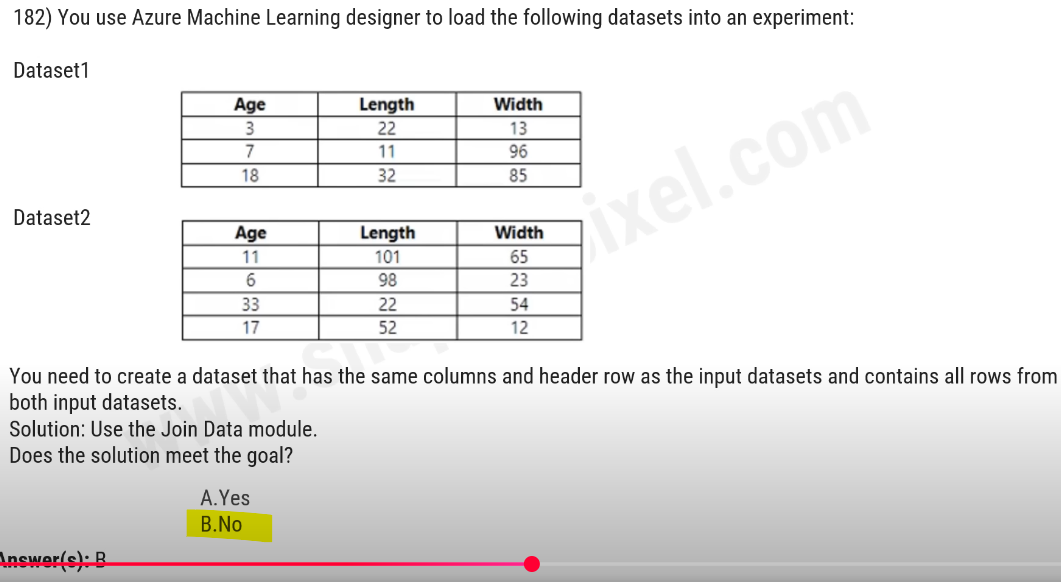 182) You use Azure Machine Learning designer to load the following datasets into an experiment:
Dataset1
Age Length Width
3 22 13
7 11 96
18 32 85
Dataset2
Age Length Width
11 101 65
6 98 23
33 22 54
17 52 12
You need to create a dataset that has the same columns and header row as the input datasets and contains all rows from
both input datasets.
Solution: Use the Join Data module.
Does the solution meet the goal?
A.Yes
B.No
Answer(s): B